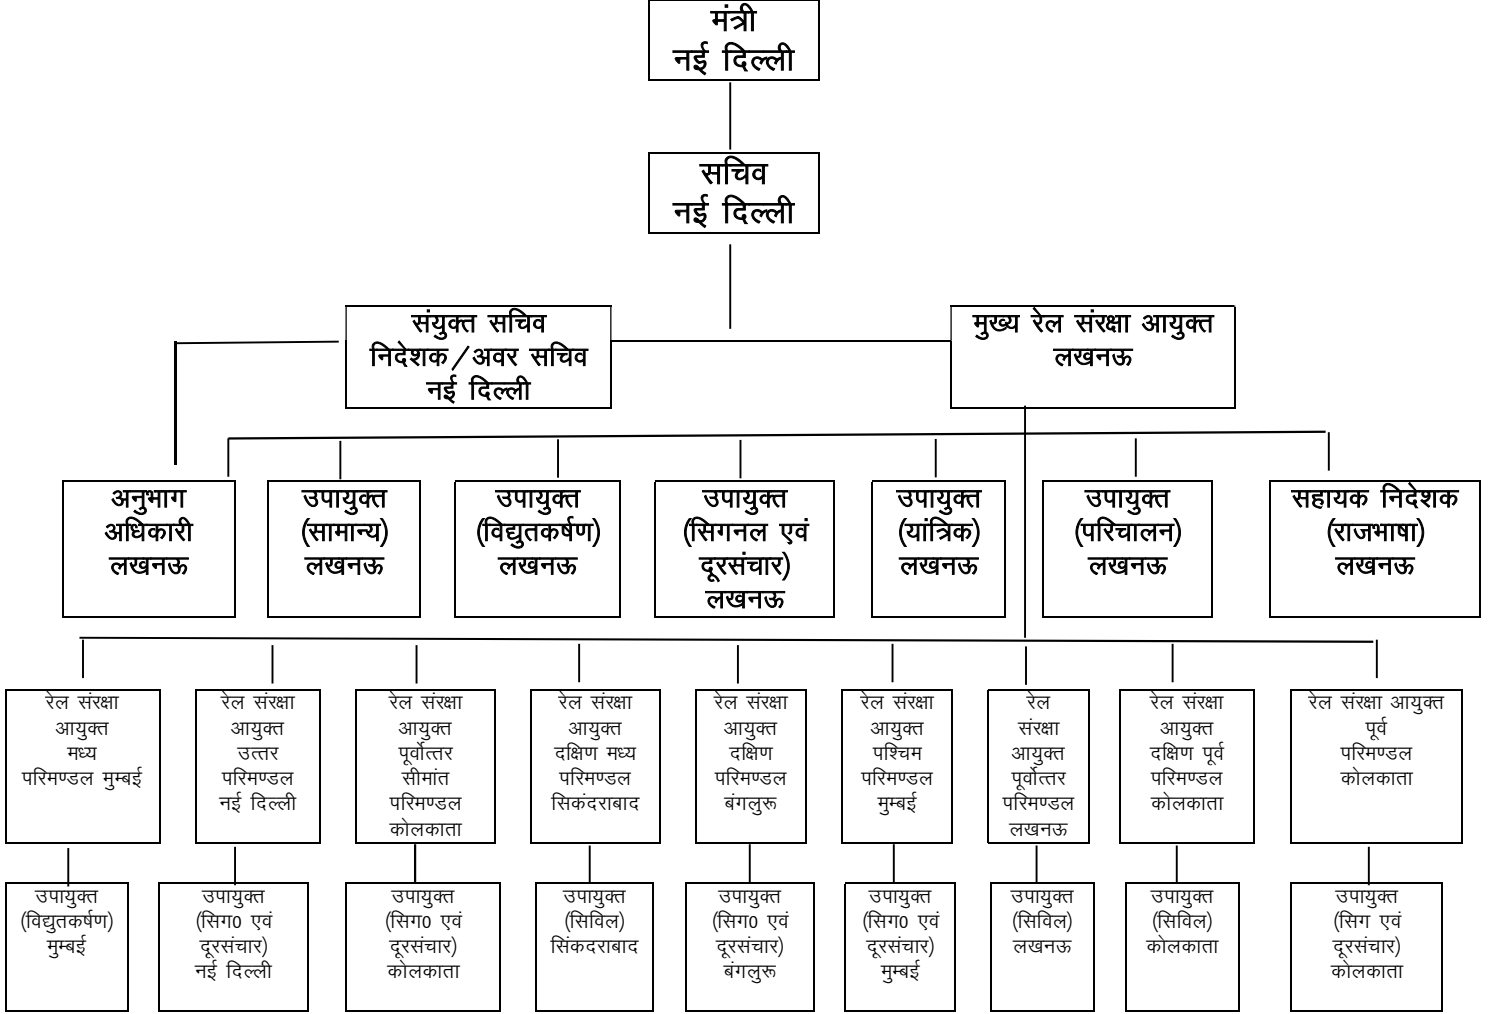 मंत्री
नई दिल्ली
सचिव
नई दिल्ली
संयुक्त सचिव
निदेशक/अवर सचिव
नई दिल्ली
मुख्य रेल संरक्षा आयुक्त
लखनऊ
अनुभाग
अधिकारी
लखनऊ
उपायुक्त
(सामान्य)
लखनऊ
उपायुक्त
(विद्युतकर्षण)
लखनऊ
उपायुक्त
(सिगनल एवं
दूरसंचार)
लखनऊ
उपायुक्त
(यांत्रिक)
लखनऊ
उपायुक्त
(परिचालन)
लखनऊ
सहायक निदेशक
(राजभाषा)
लखनऊ
रेल संरक्षा
आयुक्त
मध्य
परिमण्डल मुम्बई
रेल संरक्षा
आयुक्त
उत्तर
परिमण्डल
नई दिल्ली
रेल संरक्षा
आयुक्त
पूर्वोत्तर
सीमांत
परिमण्डल
कोलकाता
रेल संरक्षा
आयुक्त
दक्षिण मध्य
परिमण्डल
सिकंदराबाद
रेल संरक्षा
आयुक्त
दक्षिण
परिमण्डल
बंगलुरू
रेल संरक्षा
आयुक्त
पश्चिम
परिमण्डल
मुम्बई
रेल
संरक्षा
आयुक्त
पूर्वोत्तर
परिमण्डल
लखनऊ
रेल संरक्षा
आयुक्त
दक्षिण पूर्व
परिमण्डल
कोलकाता
रेल संरक्षा आयुक्त
पूर्व
परिमण्डल
कोलकाता
उपायुक्त
(विद्युतकर्षण)
मुम्बई
उपायुक्त
(सिग0 एवं
दूरसंचार)
नई दिल्ली
उपायुक्त
(सिग0 एवं
दूरसंचार)
कोलकाता
उपायुक्त
(सिविल)
सिंकदराबाद
उपायुक्त
(सिग0 एवं
दूरसंचार)
बंगलुरू
उपायुक्त
(सिग0 एवं
दूरसंचार)
मुम्बई
उपायुक्त
(सिविल)
लखनऊ
उपायुक्त
(सिविल)
कोलकाता
उपायुक्त
(सिग एवं
दूरसंचार)
कोलकाता